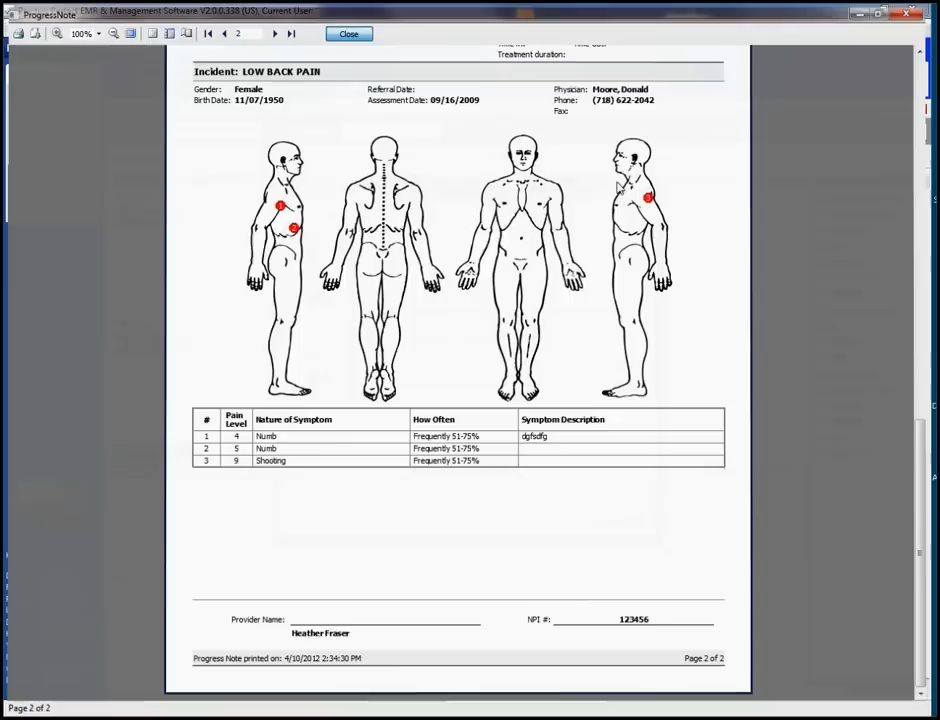 ProgressNote EMR & Management Software V2.0.0.338 (US), Current User:
100% 2 Close
Treatment duration:
Incident: LOW BACK PAIN
Gender: Female Referral Date: Physician: Moore, Donald
Birth Date: 11/07/1950 Assessment Date: 09/16/2009 Phone: (718) 622-2042
Fax:
3
1
2
# Pain Level Nature of Symptom How Often Symptom Description
1 4 Numb Frequently 51-75% dgfsdfg
2 5 Numb Frequently 51-75%
3 9 Shooting Frequently 51-75%
Provider Name: NPI #: 123456
Heather Fraser
Progress Note printed on: 4/10/2012 2:34:30 PM Page 2 of 2
Page 2 of 2